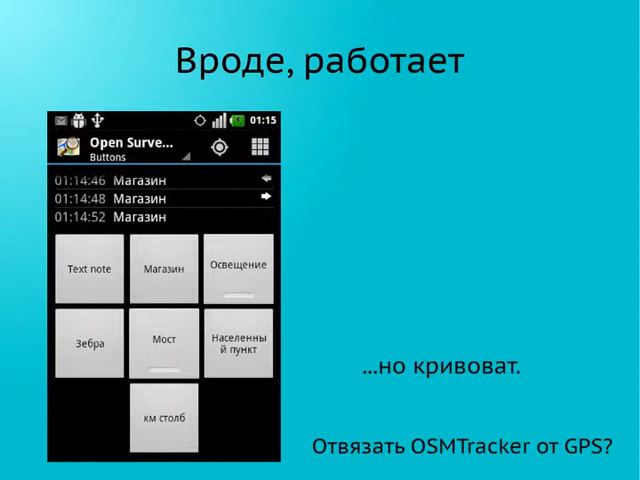 Вроде, работает
01:15
Open Surve...
Buttons
01:14:46 Магазин
01:14:48 Магазин
01:14:52 Магазин
Text note
Магазин
Освещение
Зебра
Мост
Населенны
й пункт
км столб
...но кривоват.
Отвязать OSMTracker от GPS?